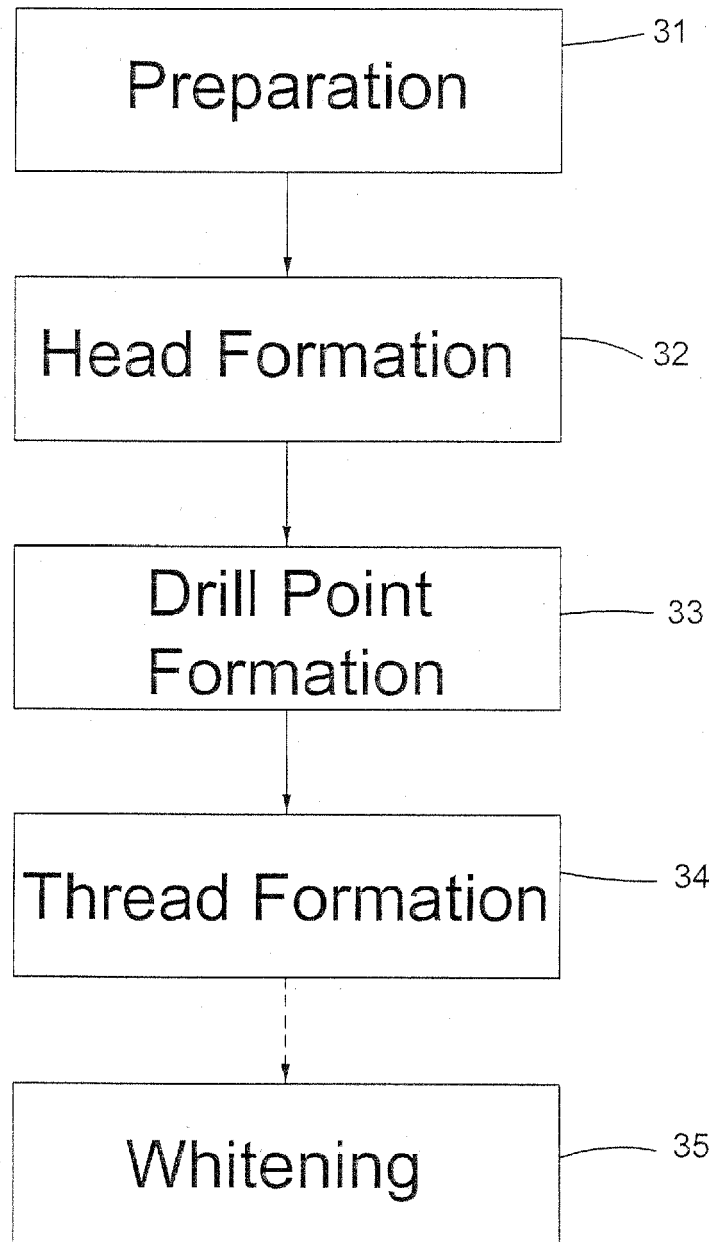 Preparation
31
Head Formation
32
Drill Point
Formation
33
Thread Formation
34
Whitening
35